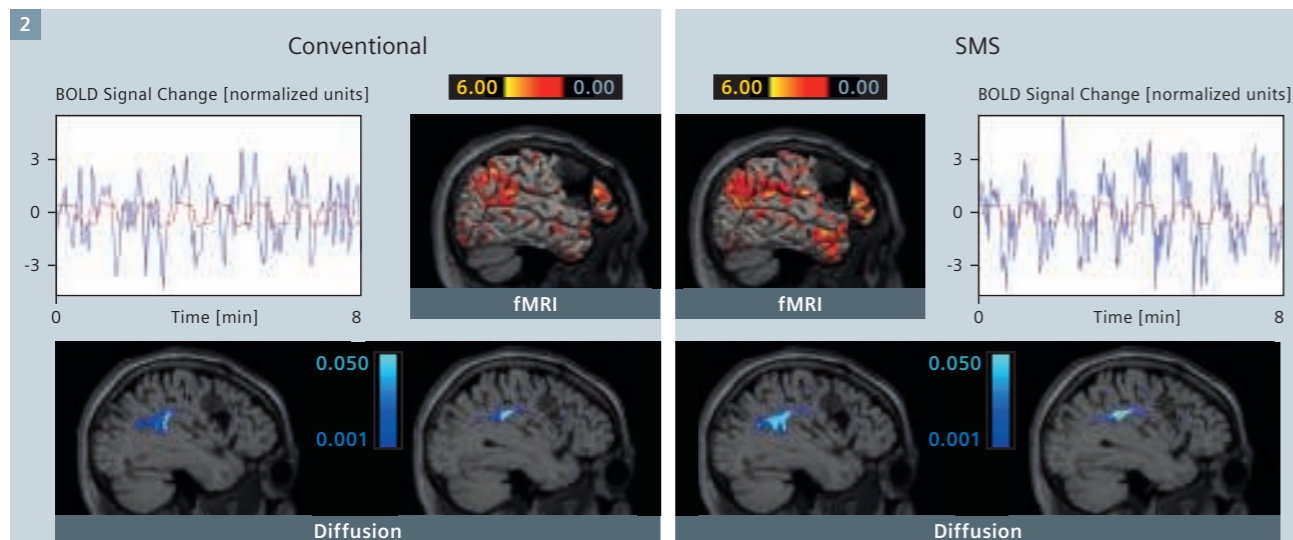 2
Conventional
BOLD Signal Change [normalized units]
6.00 0.00
3
0
-3
0 Time [min] 8
fMRI
0.050
0.001
Diffusion
SMS
6.00 0.00
BOLD Signal Change [normalized units]
fMRI
3
0
-3
0 Time [min] 8
0.050
0.001
Diffusion